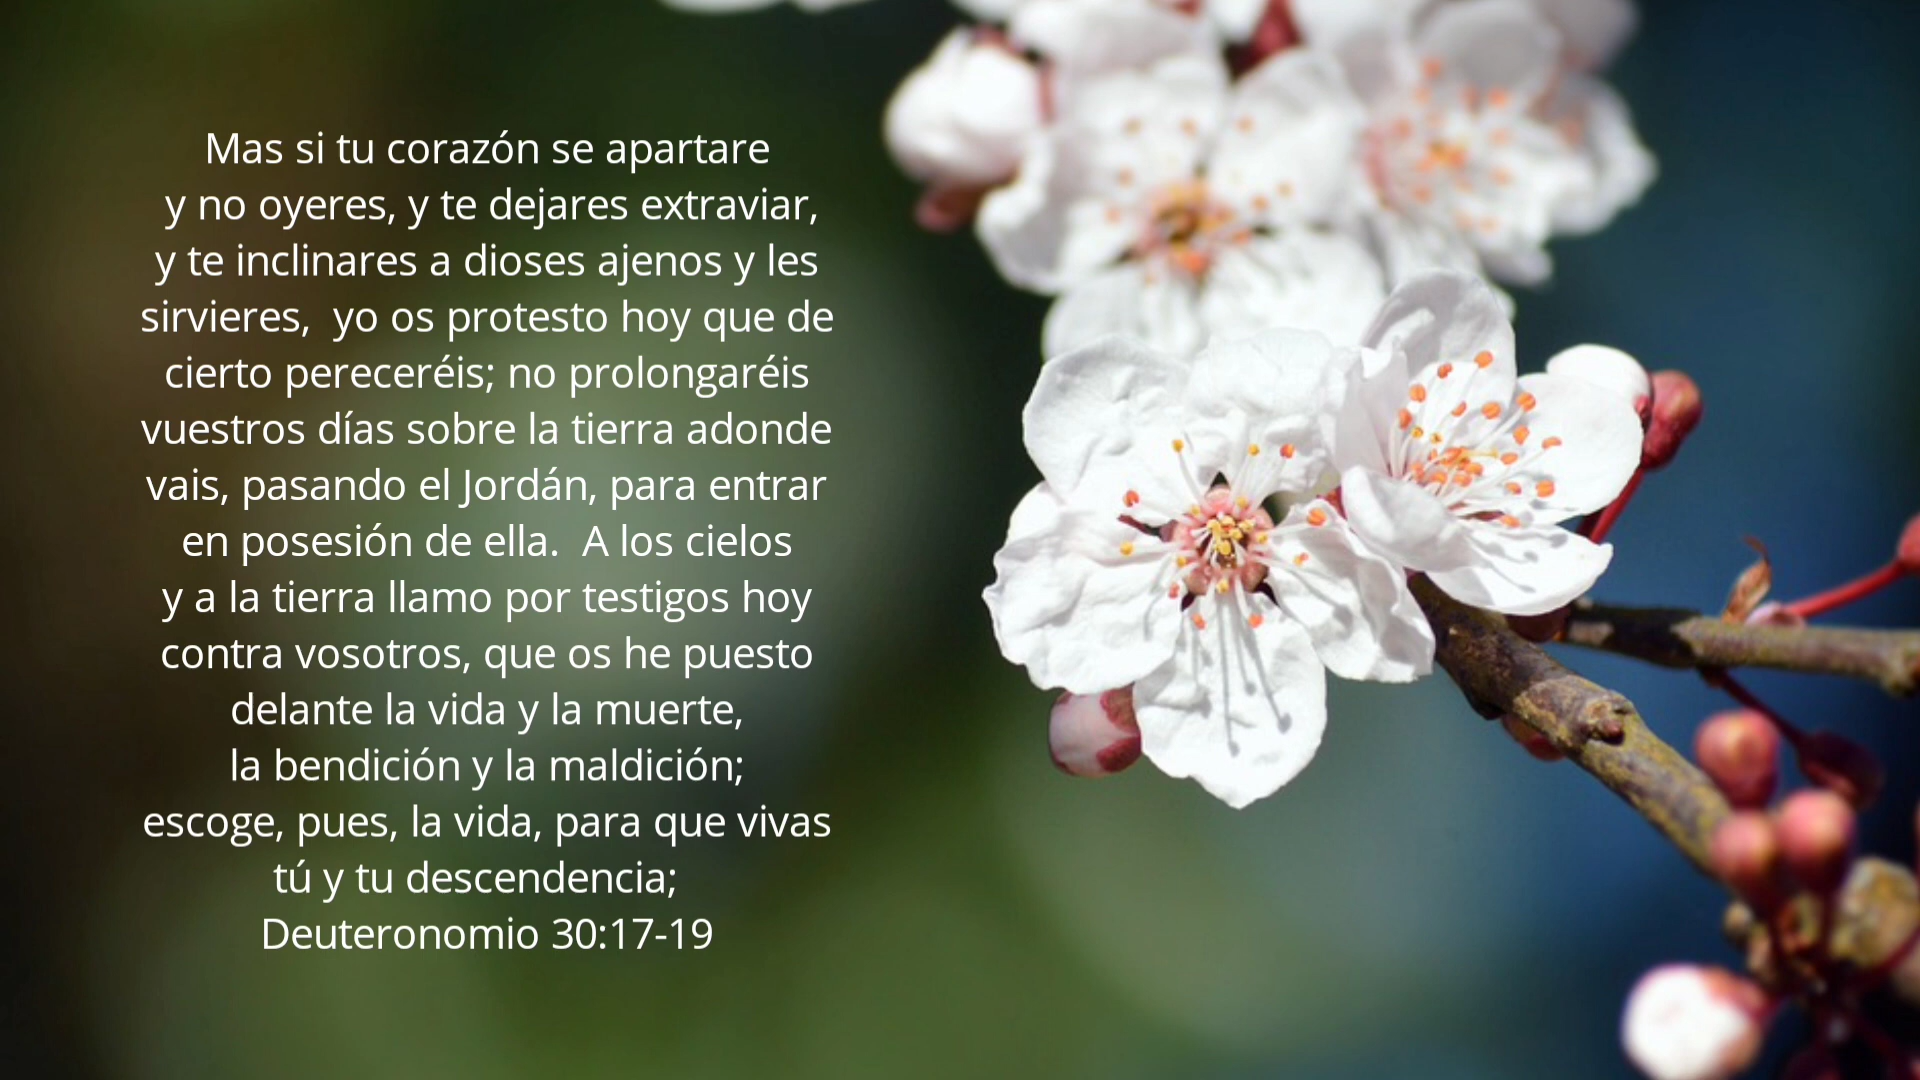 Mas si tu corazón se apartare
y no oyeres, y te dejares extraviar,
y te inclinares a dioses ajenos y les
sirvieres,  yo os protesto hoy que de
cierto pereceréis; no prolongaréis
vuestros días sobre la tierra adonde
vais, pasando el Jordán, para entrar
en posesión de ella.  A los cielos
y a la tierra llamo por testigos hoy
contra vosotros, que os he puesto
delante la vida y la muerte,
la bendición y la maldición;
escoge, pues, la vida, para que vivas
tú y tu descendencia;
Deuteronomio 30:17-19